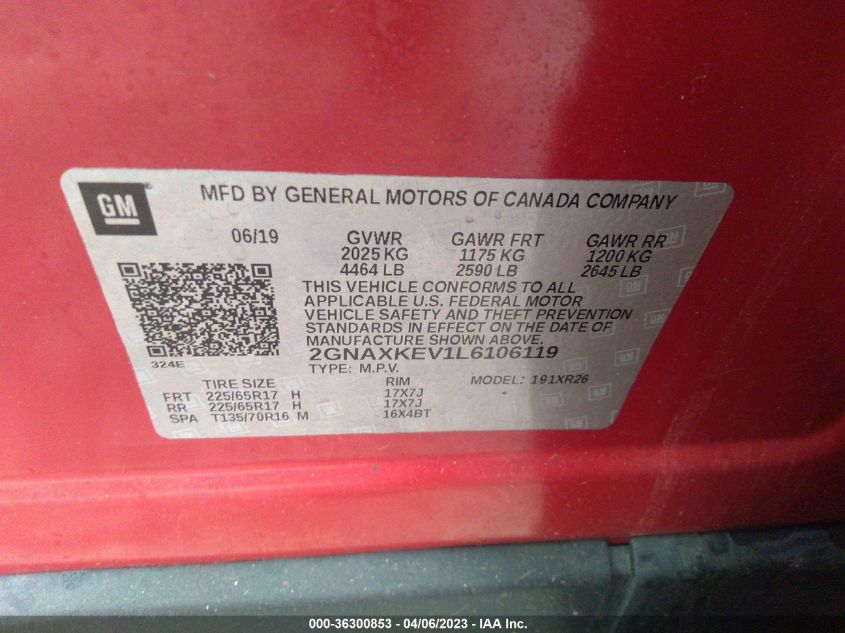 GM
MFD BY GENERAL MOTORS OF CANADA COMPANY
06/19 GVWR GAWR FRT GAWR RR
2025 KG 1175 KG 1200 KG
4464 LB 2590 LB 2645 LB
THIS VEHICLE CONFORMS TO ALL
APPLICABLE U.S. FEDERAL MOTOR
VEHICLE SAFETY AND THEFT PREVENTION
STANDARDS IN EFFECT ON THE DATE OF
MANUFACTURE SHOWN ABOVE.
324E 2GNAXKEV1L6106119
TYPE: M.P.V. MODEL: 191XR26
TIRE SIZE RIM
FRT 225/65R17 H 17X7J
RR 225/65R17 H 17X7J
SPA T135/70R16 M 16X4BT
000-36300853 - 04/06/2023 - IAA Inc.